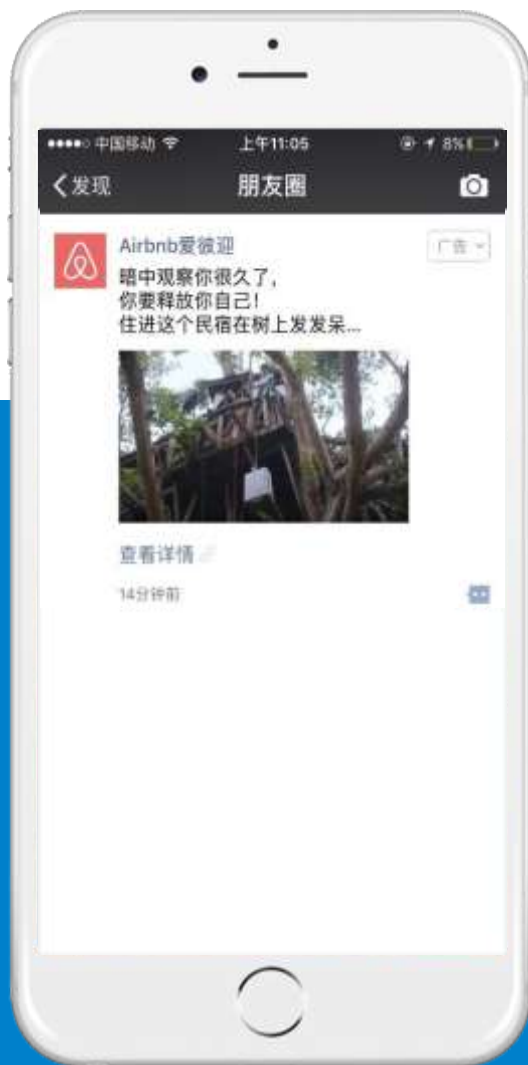 中国移动 上午11:05 8%
发现 朋友圈
Airbnb爱彼迎 广告
暗中观察你很久了，
你要释放你自己！
住进这个民宿在树上发发呆...
查看详情
14分钟前